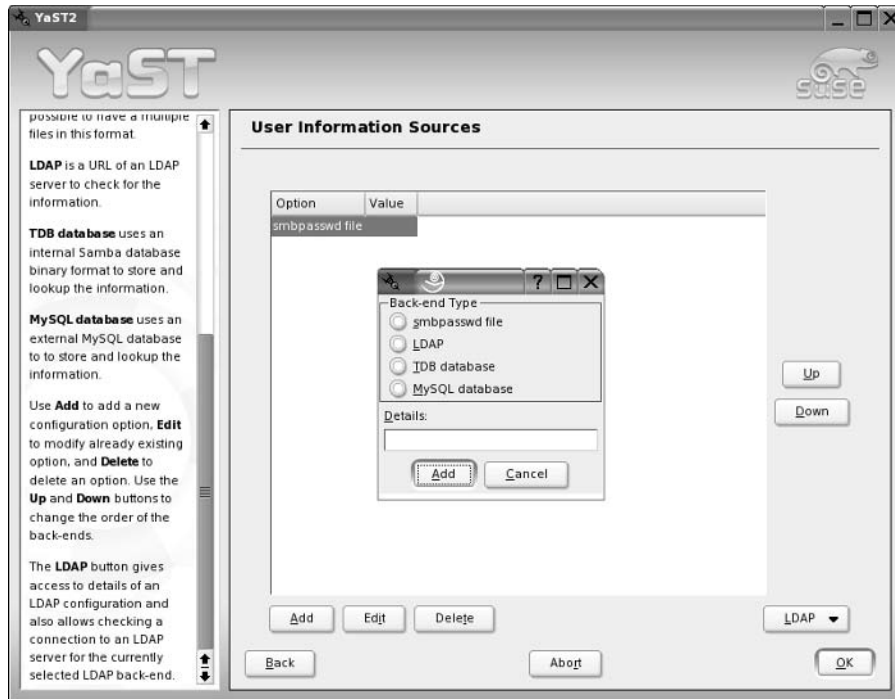 YaST2
YaST
suse
possible to have a multiple
files in this format.
LDAP is a URL of an LDAP
server to check for the
information.
TDB database uses an
internal Samba database
binary format to store and
lookup the information.
MySQL database uses an
external MySQL database
to to store and lookup the
information.
Use Add to add a new
configuration option, Edit
to modify already existing
option, and Delete to
delete an option. Use the
Up and Down buttons to
change the order of the
back-ends.
The LDAP button gives
access to details of an
LDAP configuration and
also allows checking a
connection to an LDAP
server for the currently
selected LDAP back-end.
User Information Sources
Option Value
smbpasswd file
?
Back-end Type
smbpasswd file
LDAP
TDB database
MySQL database
Details:
Add Cancel
Up
Down
Add Edit Delete LDAP
Back Abort OK